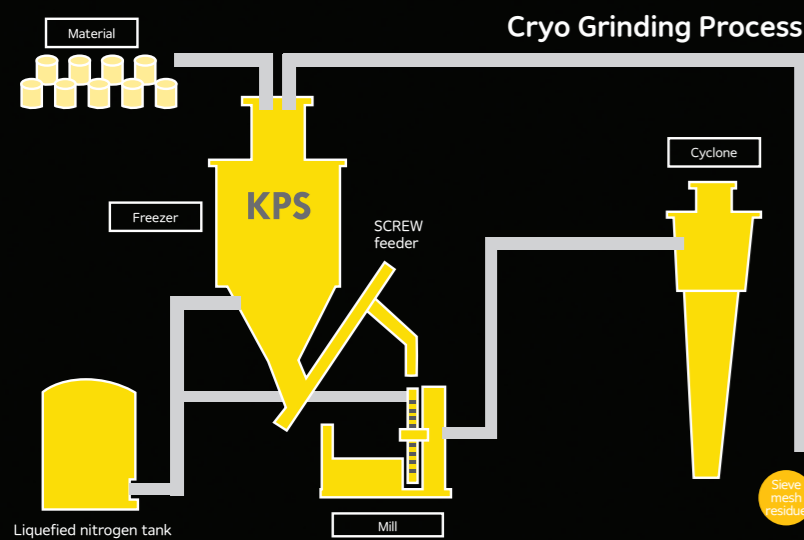 Cryo Grinding Process
Material
Cyclone
KPS
Freezer
SCREW
feeder
Sieve
mesh
residue
Liquefied nitrogen tank
Mill